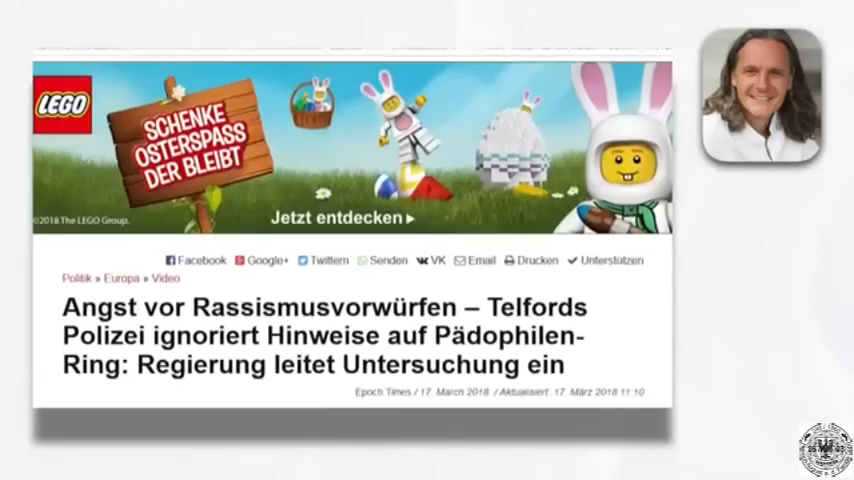 LEGO
SCHENKE
OSTERSPASS
DER BLEIBT
Jetzt entdecken
©2018 The LEGO Group.
Facebook Google+ Twittern Senden VK Email Drucken Unterstützen
Politik » Europa » Video
Angst vor Rassismusvorwürfen – Telfords
Polizei ignoriert Hinweise auf Pädophilen-
Ring: Regierung leitet Untersuchung ein
Epoch Times / 17. March 2018 / Aktualisiert: 17. März 2018 11:10